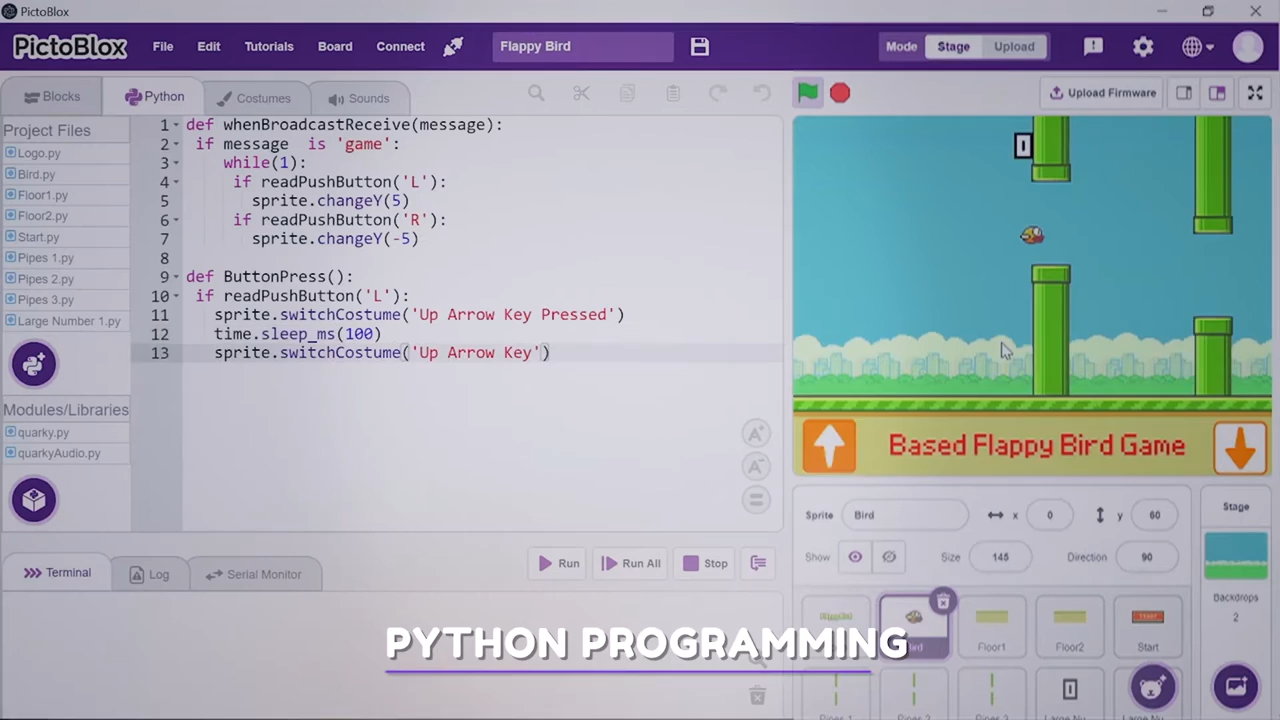 PictoBlox
PictoBlox File Edit Tutorials Board Connect Flappy Bird Mode Stage Upload
Blocks Python Costumes Sounds Upload Firmware
Project Files
Logo.py
Bird.py
Floor1.py
Floor2.py
Start.py
Pipes 1.py
Pipes 2.py
Pipes 3.py
Large Number 1.py
Modules/Libraries
quarky.py
quarkyAudio.py
1 def whenBroadcastReceive(message):
2 if message is 'game':
3 while(1):
4 if readPushButton('L'):
5 sprite.changeY(5)
6 if readPushButton('R'):
7 sprite.changeY(-5)
8
9 def ButtonPress():
10 if readPushButton('L'):
11 sprite.switchCostume('Up Arrow Key Pressed')
12 time.sleep_ms(100)
13 sprite.switchCostume('Up Arrow Key')
A+
A-
=
Terminal Log Serial Monitor Run Run All Stop
0
Based Flappy Bird Game
Sprite Bird x 0 y 60
Show Size 145 Direction 90
Stage
Backdrops
2
Floor1 Floor2 Start
PYTHON PROGRAMMING